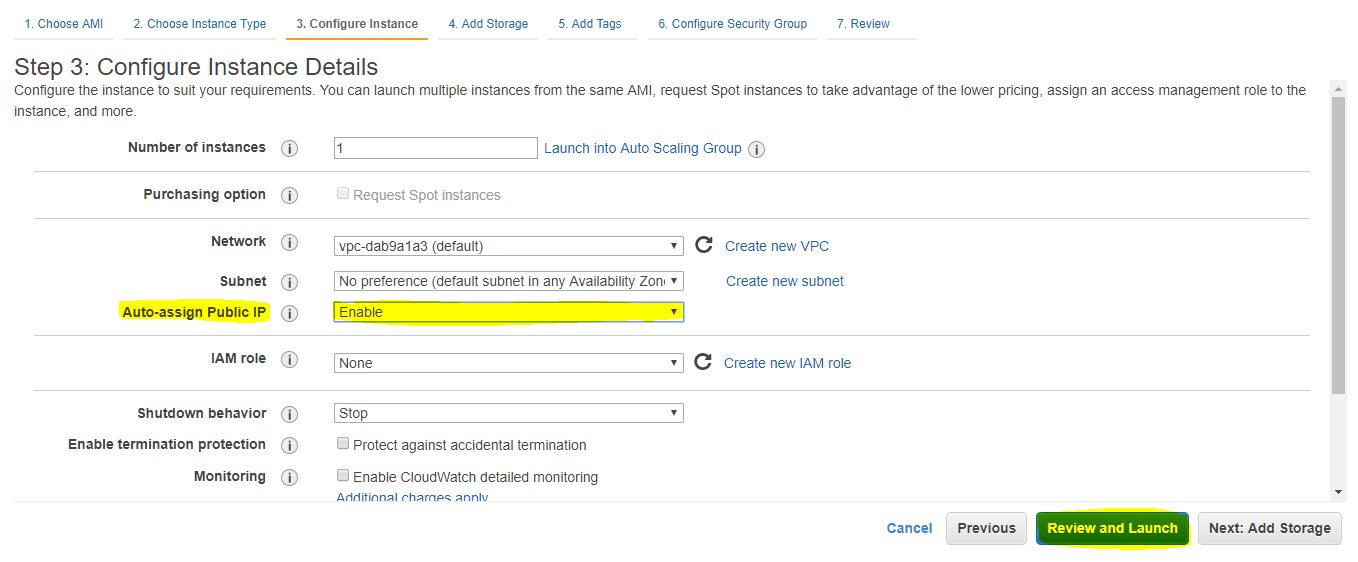 1. Choose AMI 2. Choose Instance Type 3. Configure Instance 4. Add Storage 5. Add Tags 6. Configure Security Group 7. Review
Step 3: Configure Instance Details
Configure the instance to suit your requirements. You can launch multiple instances from the same AMI, request Spot instances to take advantage of the lower pricing, assign an access management role to the
instance, and more.
Number of instances i 1 Launch into Auto Scaling Group i
Purchasing option i Request Spot instances
Network i vpc-dab9a1a3 (default) Create new VPC
Subnet i No preference (default subnet in any Availability Zon Create new subnet
Auto-assign Public IP i Enable
IAM role i None Create new IAM role
Shutdown behavior i Stop
Enable termination protection i Protect against accidental termination
Monitoring i Enable CloudWatch detailed monitoring
Additional charges apply
Cancel Previous Review and Launch Next: Add Storage